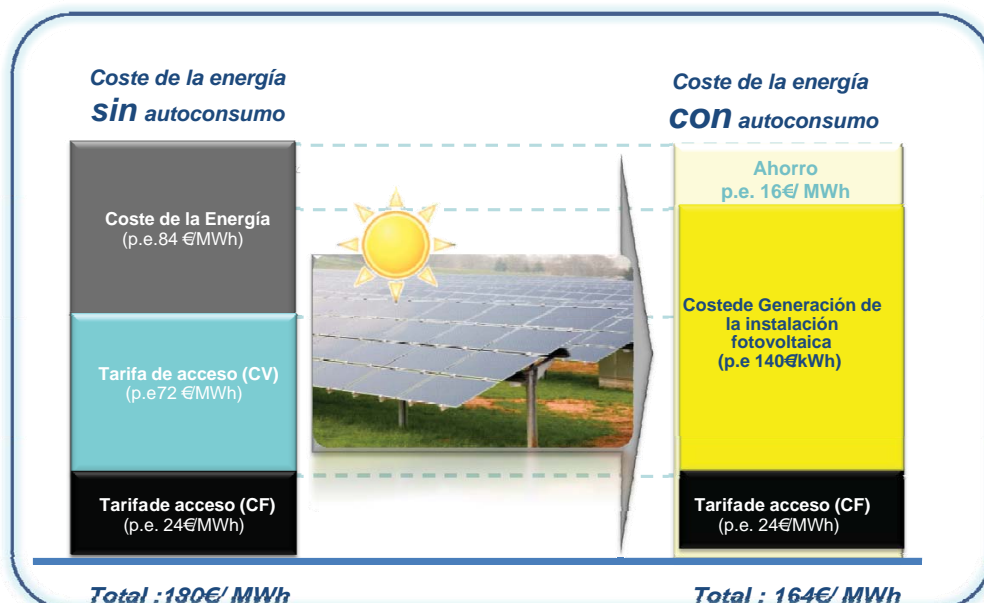 Coste de la energía
sin autoconsumo
Coste de la Energía
(p.e.84 €/MWh)
Tarifa de acceso (CV)
(p.e72 €/MWh)
Tarifade acceso (CF)
(p.e. 24€/MWh)
Total :180€/ MWh
Coste de la energía
con autoconsumo
Ahorro
p.e. 16€/ MWh
Costede Generación de
la instalación
fotovoltaica
(p.e 140€/kWh)
Tarifade acceso (CF)
(p.e. 24€/MWh)
Total : 164€/ MWh